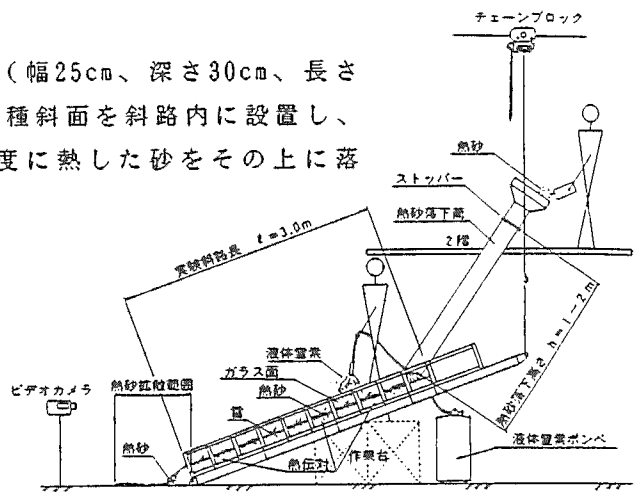 チェーンブロック
(幅25cm、深さ30cm、長さ
種斜面を斜路内に設置し、
度に熱した砂をその上に落
熱砂
ストッパー
熱砂落下筒
2階
実験斜路長 ℓ=3.0m
熱砂落下高さ h=1~2m
液体窒素
ガラス面
熱砂
雪
ビデオカメラ
熱砂拡散範囲
熱砂
熱伝対
作業台
液体窒素ボンベ